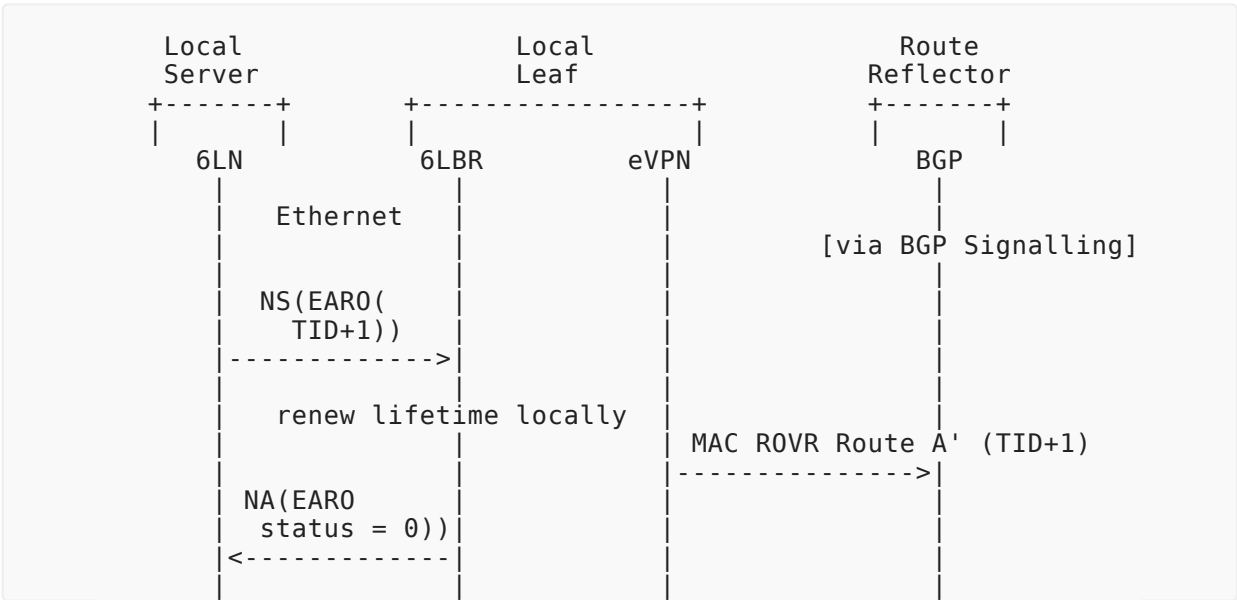 Local Local Route
Server Leaf Reflector
6LN 6LBR eVPN BGP
Ethernet
[via BGP Signalling]
NS(EARO(
TID+1))
renew lifetime locally
MAC ROVR Route A' (TID+1)
NA(EARO
status = 0))